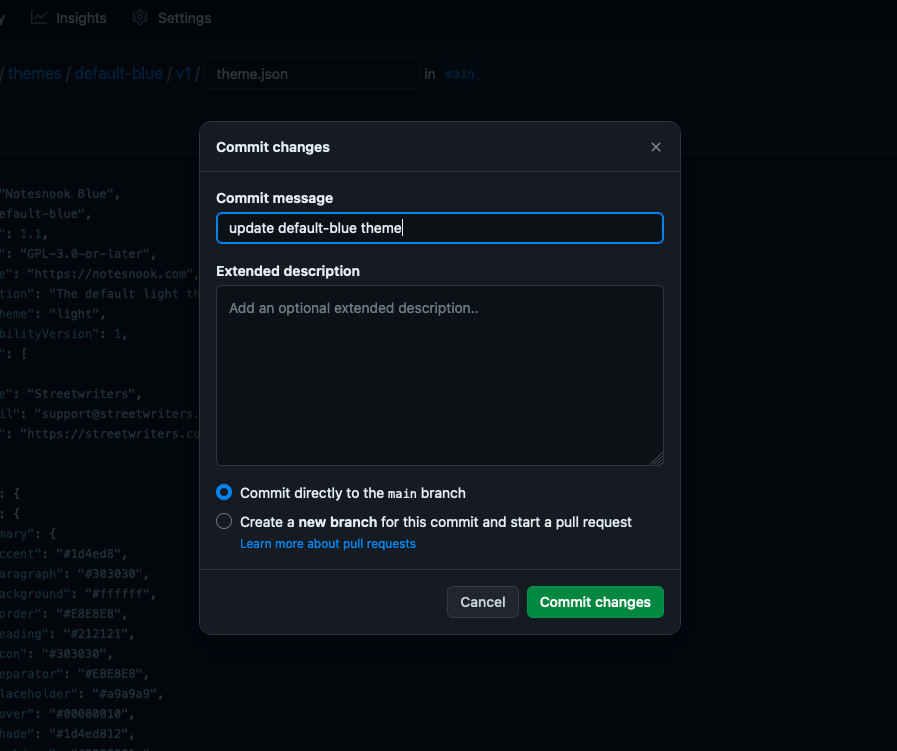 y Insights Settings
/ themes / default-blue / v1 / theme.json in main
Commit changes
Commit message
update default-blue theme
Extended description
Add an optional extended description..
Commit directly to the main branch
Create a new branch for this commit and start a pull request
Learn more about pull requests
Cancel Commit changes
"Notesnook Blue",
efault-blue",
": 1.1,
": "GPL-3.0-or-later",
e": "https://notesnook.com",
tion": "The default light th
heme": "light",
bilityVersion": 1,
": [
e": "Streetwriters",
il": "support@streetwriters.
": "https://streetwriters.co
: {
: {
mary": {
ccent": "#1d4ed8",
aragraph": "#303030",
ackground": "#ffffff",
order": "#E8E8E8",
eading": "#212121",
con": "#303030",
eparator": "#E8E8E8",
laceholder": "#a9a9a9",
over": "#00000010",
hade": "#1d4ed812",